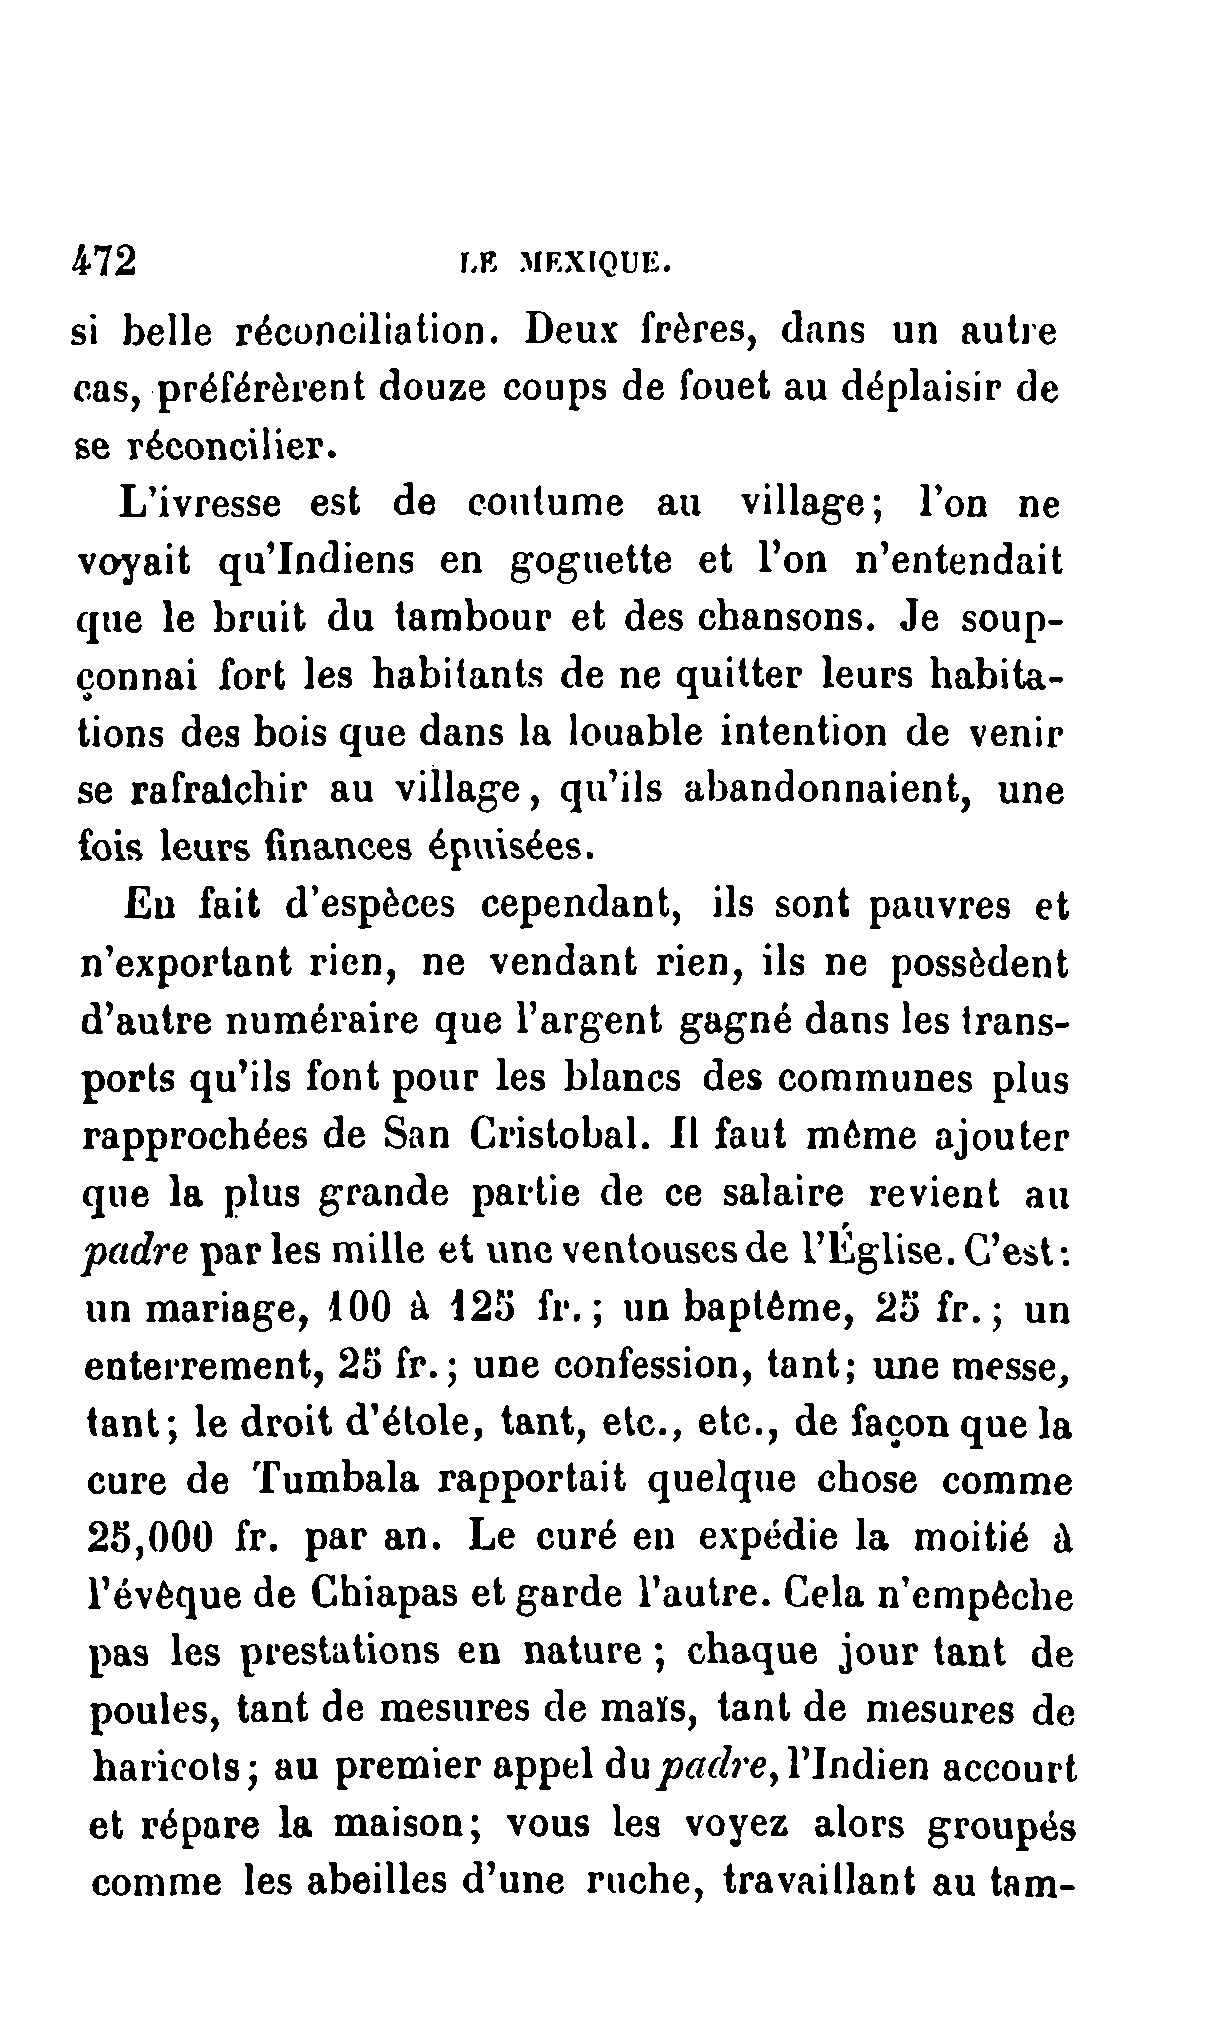 472 LE MEXIQUE.
si belle réconciliation. Deux frères, dans un autre
cas, préférèrent douze coups de fouet au déplaisir de
se réconcilier.
L'ivresse est de coutume au village; l'on ne
voyait qu'Indiens en goguette et l'on n'entendait
que le bruit du tambour et des chansons. Je soup-
çonnai fort les habitants de ne quitter leurs habita-
tions des bois que dans la louable intention de venir
se rafraîchir au village, qu'ils abandonnaient, une
fois leurs finances épuisées.
En fait d'espèces cependant, ils sont pauvres et
n'exportant rien, ne vendant rien, ils ne possèdent
d'autre numéraire que l'argent gagné dans les trans-
ports qu'ils font pour les blancs des communes plus
rapprochées de San Cristobal. Il faut même ajouter
que la plus grande partie de ce salaire revient au
padre par les mille et une ventouses de l'Église. C'est:
un mariage, 100 à 125 fr.; un baptême, 25 fr.; un
enterrement, 25 fr.; une confession, tant; une messe,
tant; le droit d'étole, tant, etc., etc., de façon que la
cure de Tumbala rapportait quelque chose comme
25,000 fr. par an. Le curé en expédie la moitié à
l'évêque de Chiapas et garde l'autre. Cela n'empêche
pas les prestations en nature; chaque jour tant de
poules, tant de mesures de maïs, tant de mesures de
haricots; au premier appel du padre, l'Indien accourt
et répare la maison; vous les voyez alors groupés
comme les abeilles d'une ruche, travaillant au tam-